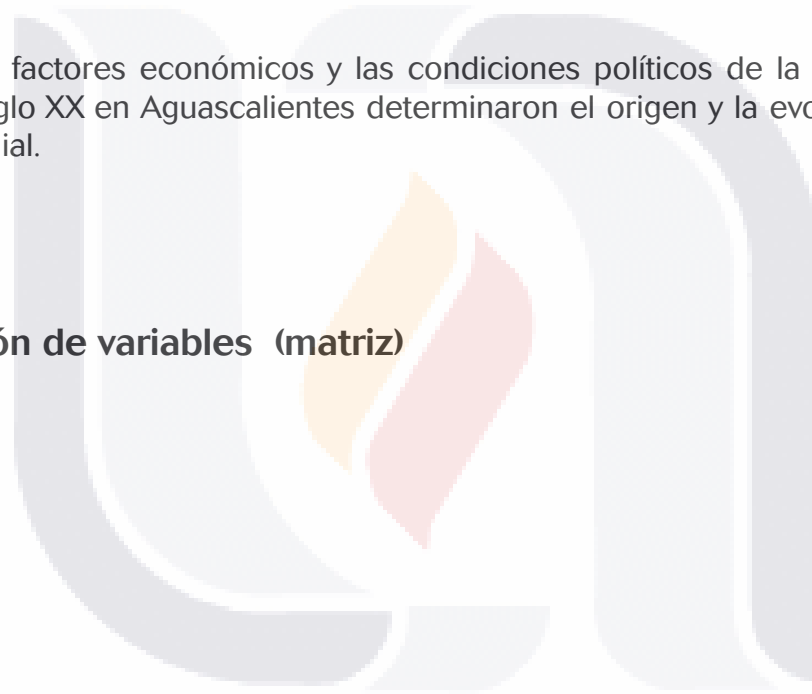 factores económicos y las condiciones políticos de la
glo XX en Aguascalientes determinaron el origen y la evo
ial.
ón de variables (matriz)